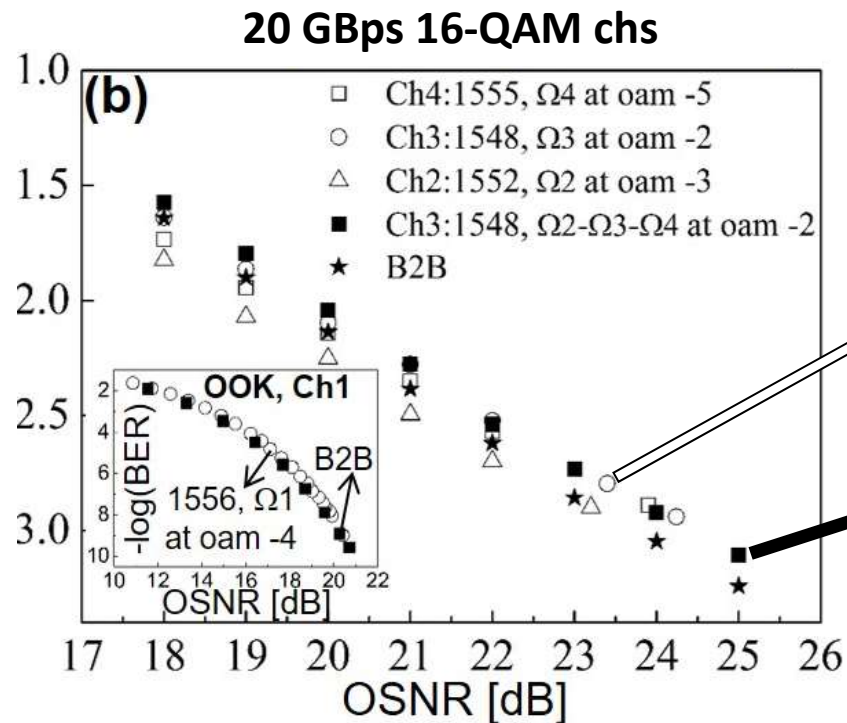 20 GBps 16-QAM chs
(b)
1.0
1.5
2.0
2.5
3.0
Ch4:1555, Ω4 at oam -5
Ch3:1548, Ω3 at oam -2
Ch2:1552, Ω2 at oam -3
Ch3:1548, Ω2-Ω3-Ω4 at oam -2
B2B
OOK, Ch1
-log(BER)
2
4
6
8
10
B2B
1556, Ω1
at oam -4
10 12 14 16 18 20 22
OSNR [dB]
17 18 19 20 21 22 23 24 25 26
OSNR [dB]